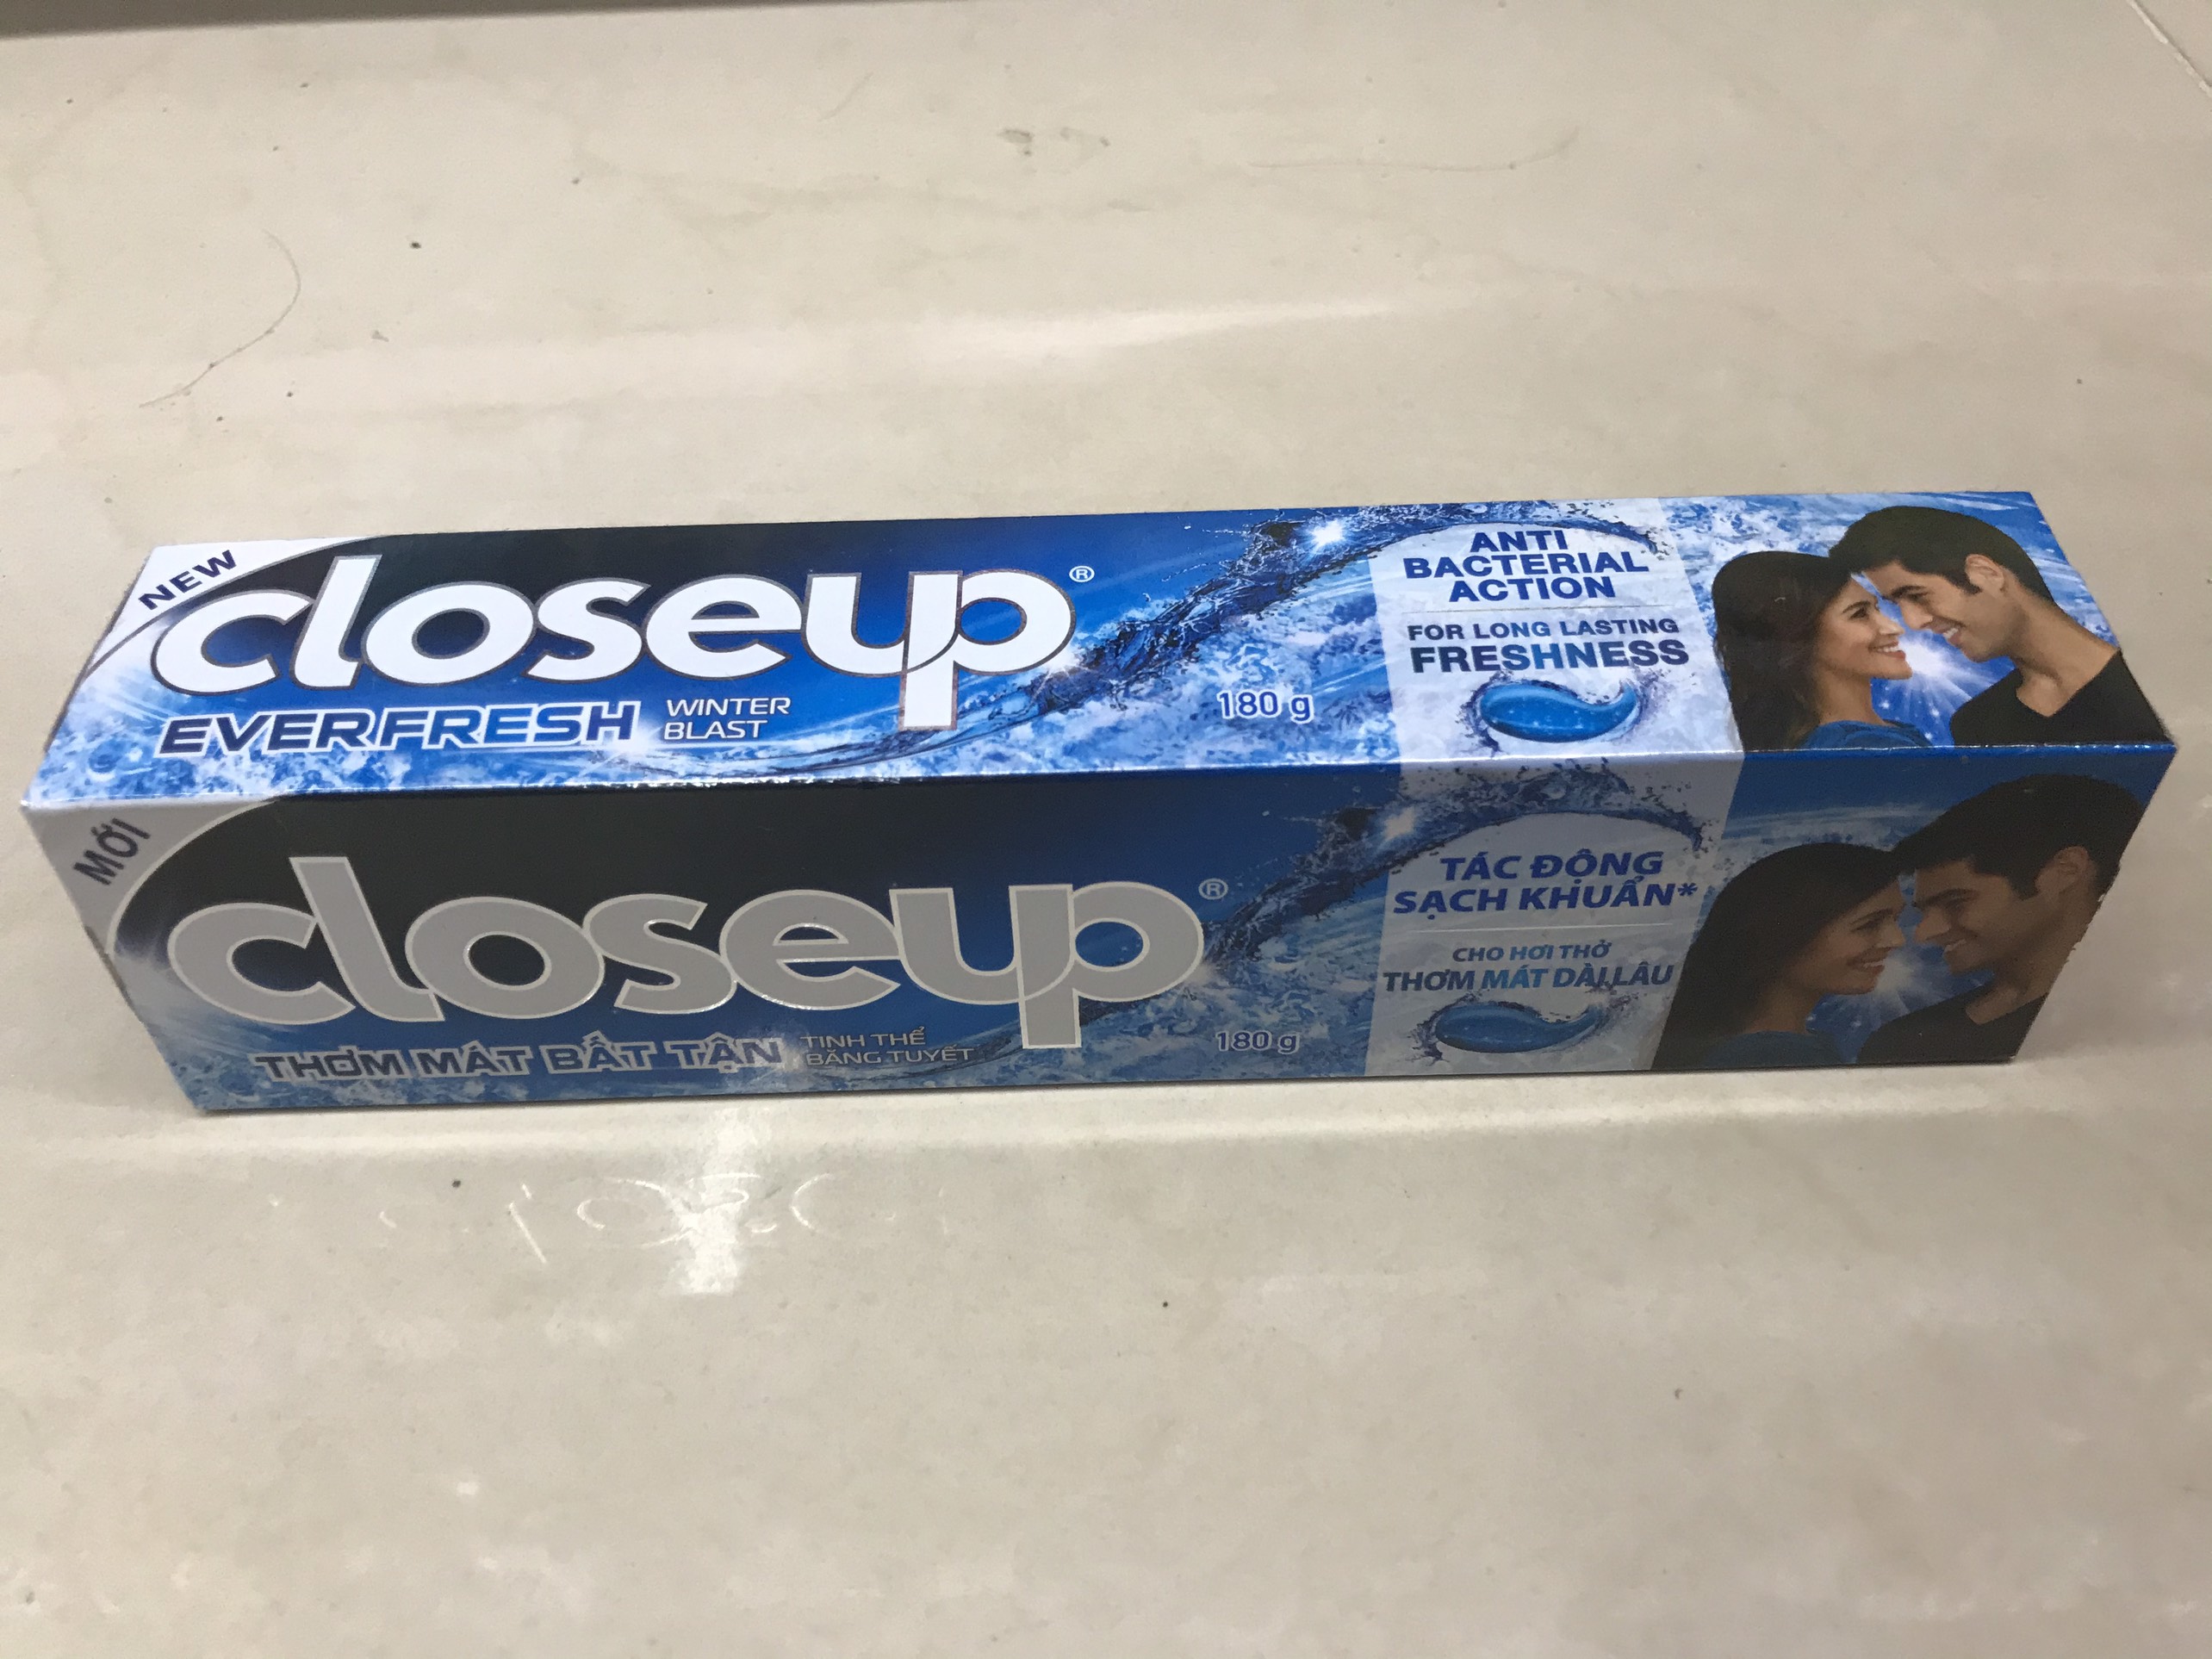 NEW
closeup®
EVERFRESH
WINTER
BLAST
180 g
ANTI
BACTERIAL
ACTION
FOR LONG LASTING
FRESHNESS
MỚI
closeup®
THƠM MÁT BẤT TẬN
TINH THỂ
BĂNG TUYẾT
180 g
TÁC ĐỘNG
SẠCH KHUẨN*
CHO HƠI THỞ
THƠM MÁT DÀI LÂU